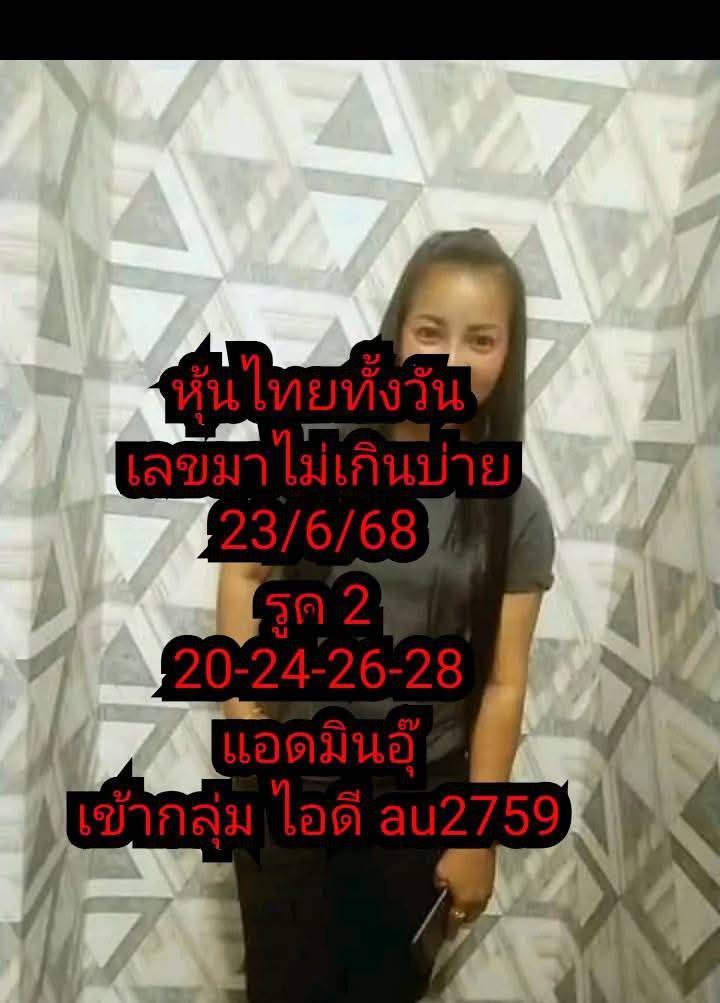 หุ้นไทยทั้งวัน
เลขมาไม่เกินบ่าย
23/6/68
รูด 2
20-24-26-28
แอดมินอุ๊
เข้ากลุ่ม ไอดี au2759